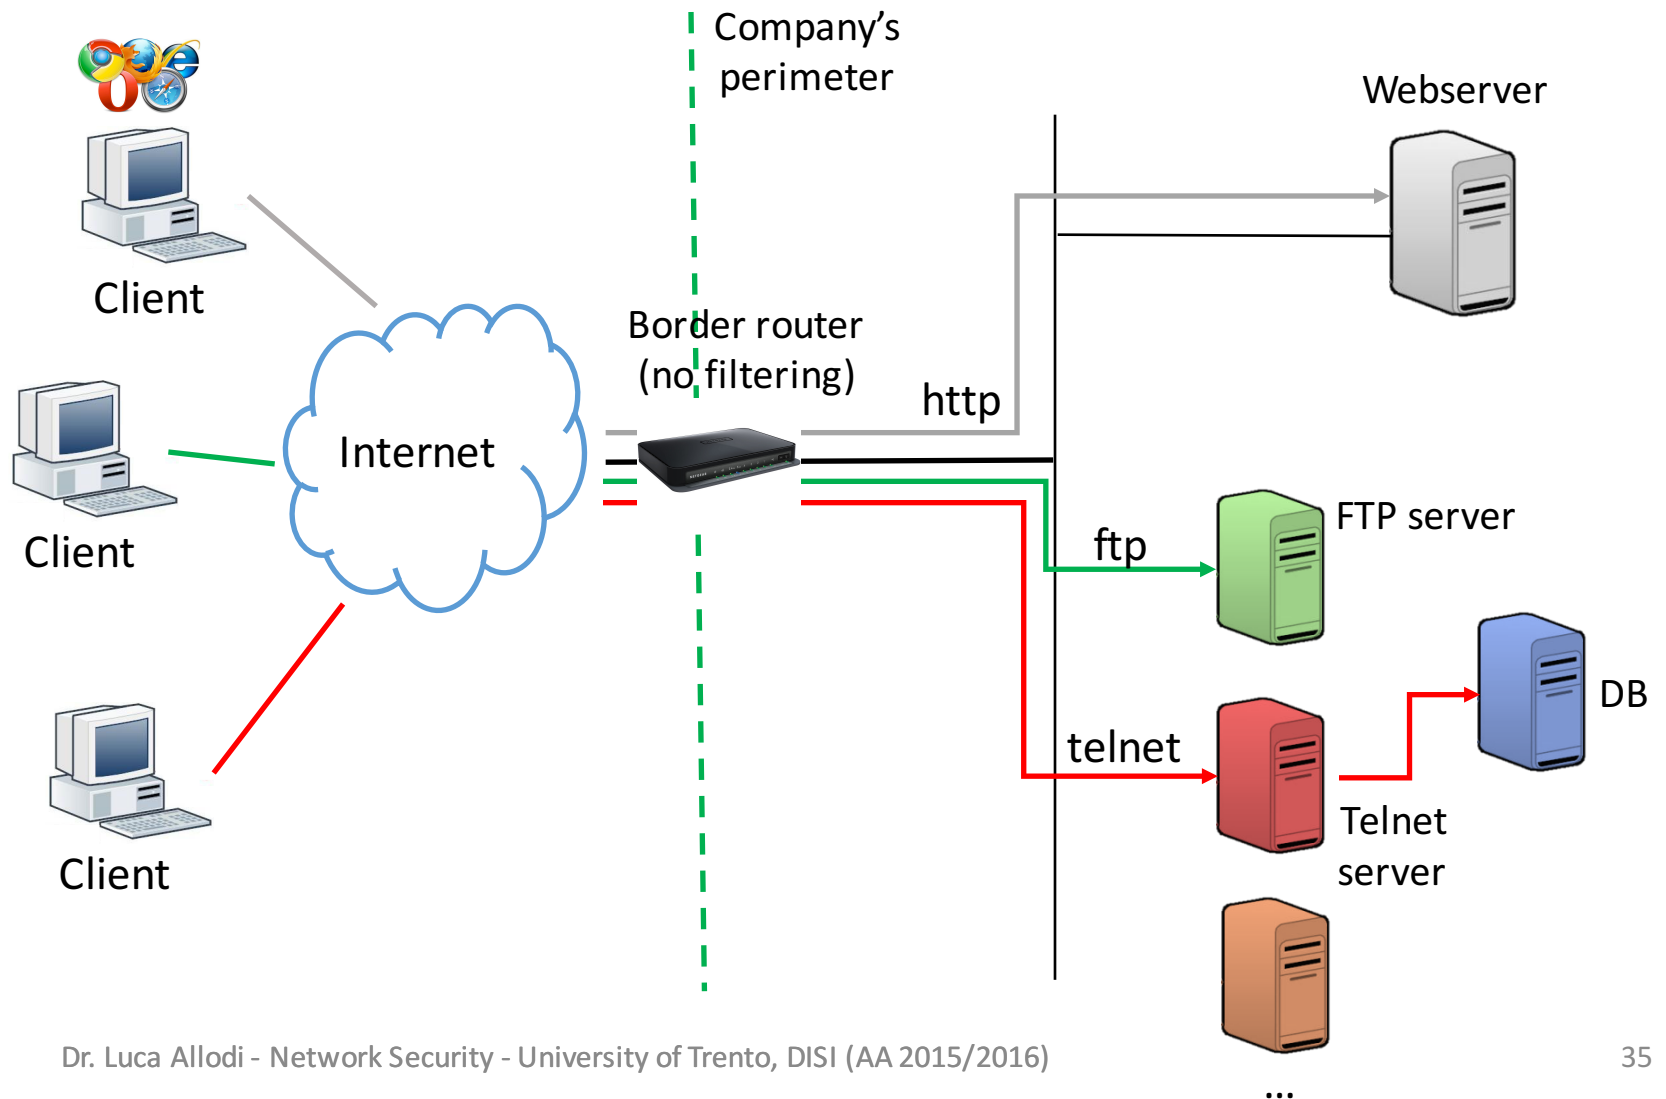 Company's
perimeter
Webserver
Client
Border router
(no filtering)
http
Internet
FTP server
ftp
Client
DB
telnet
Telnet
server
Client
Dr. Luca Allodi - Network Security - University of Trento, DISI (AA 2015/2016)
35
...